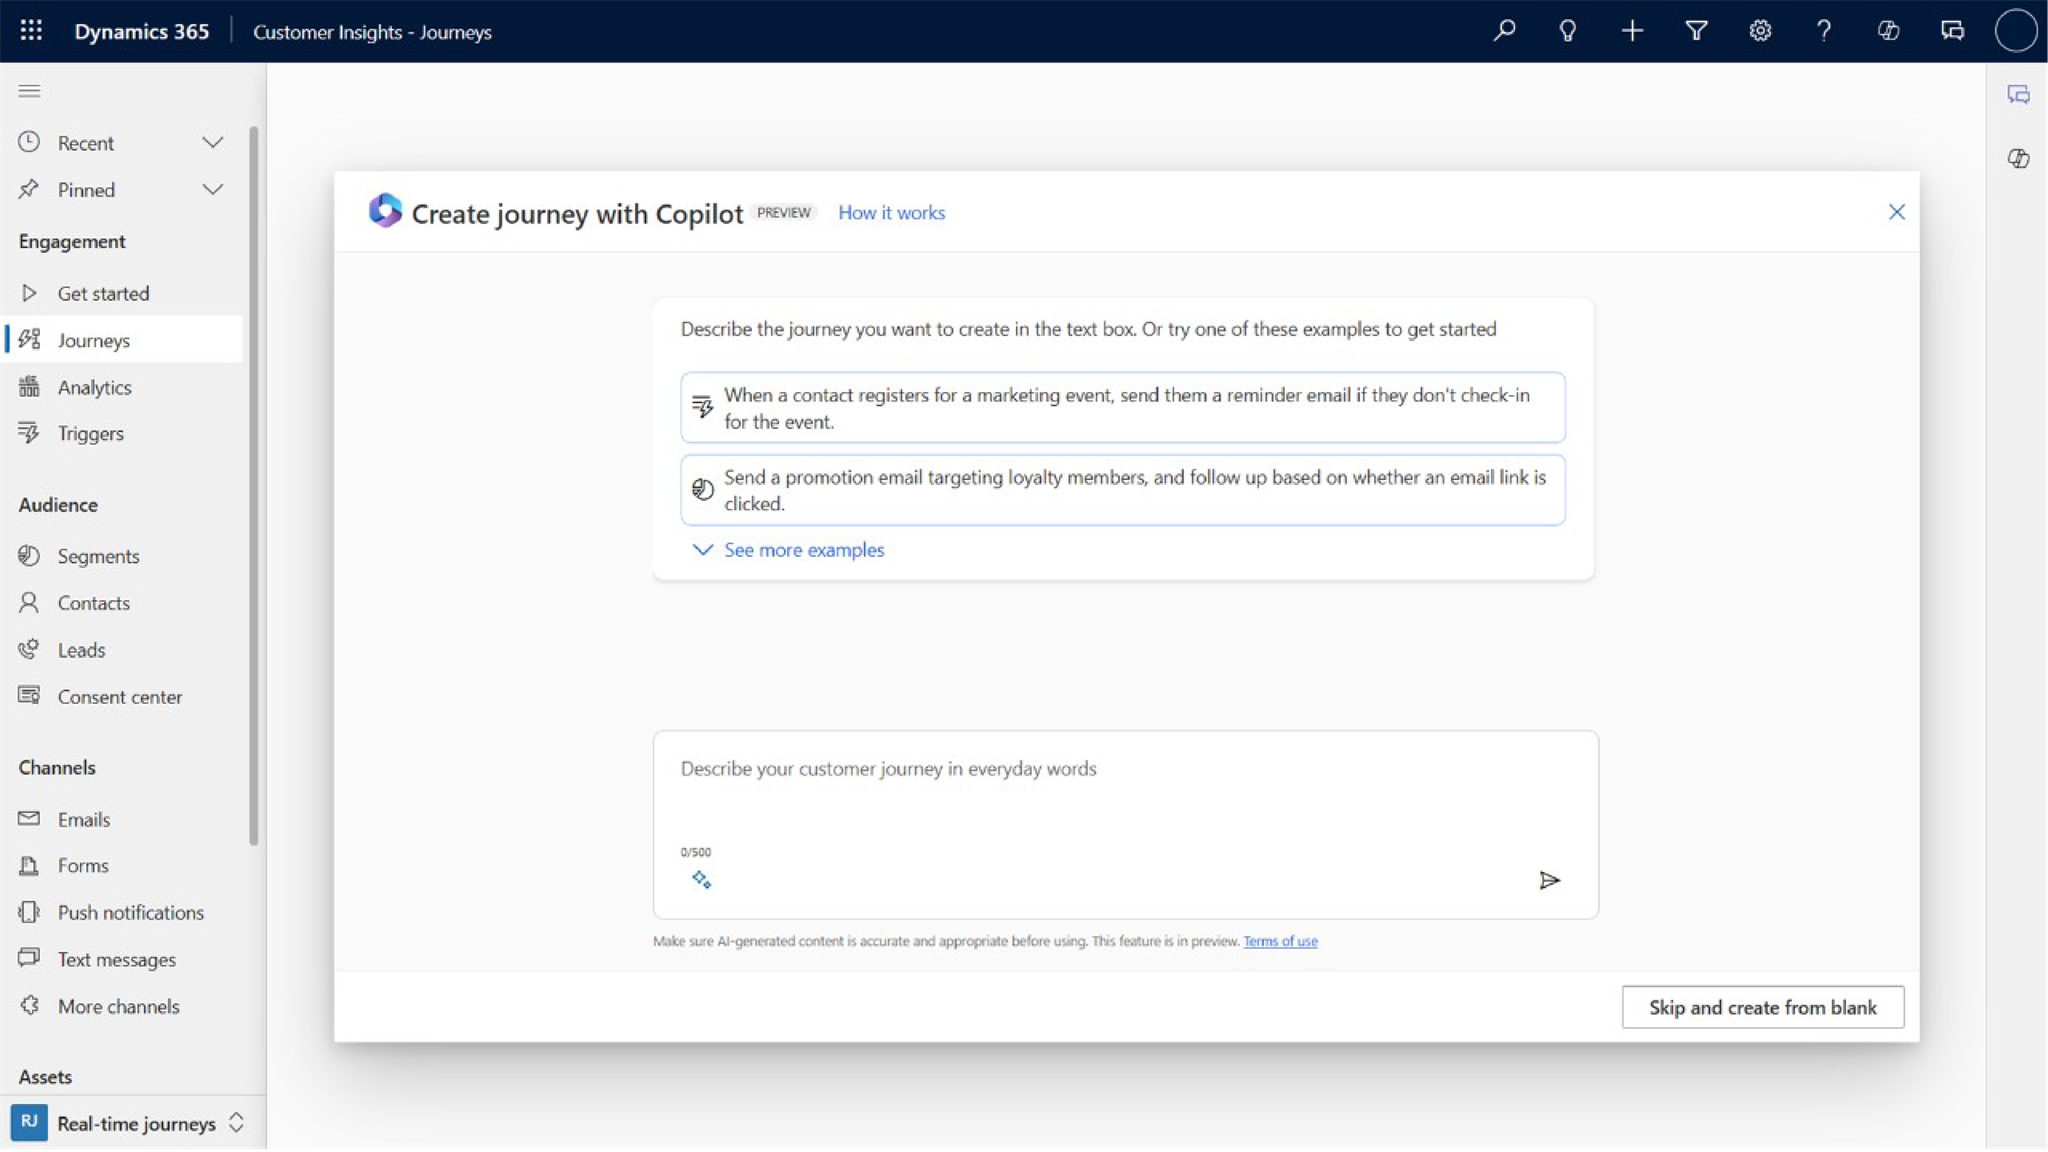 Dynamics 365
Customer Insights - Journeys
Recent
Pinned
Engagement
Get started
Journeys
Analytics
Triggers
Audience
Segments
Contacts
Leads
Consent center
Channels
Emails
Forms
Push notifications
Text messages
More channels
Assets
RJ
Real-time journeys
Create journey with Copilot
PREVIEW
How it works
Describe the journey you want to create in the text box. Or try one of these examples to get started
When a contact registers for a marketing event, send them a reminder email if they don't check-in
for the event.
Send a promotion email targeting loyalty members, and follow up based on whether an email link is
clicked.
See more examples
Describe your customer journey in everyday words
0/500
Make sure AI-generated content is accurate and appropriate before using. This feature is in preview. Terms of use
Skip and create from blank